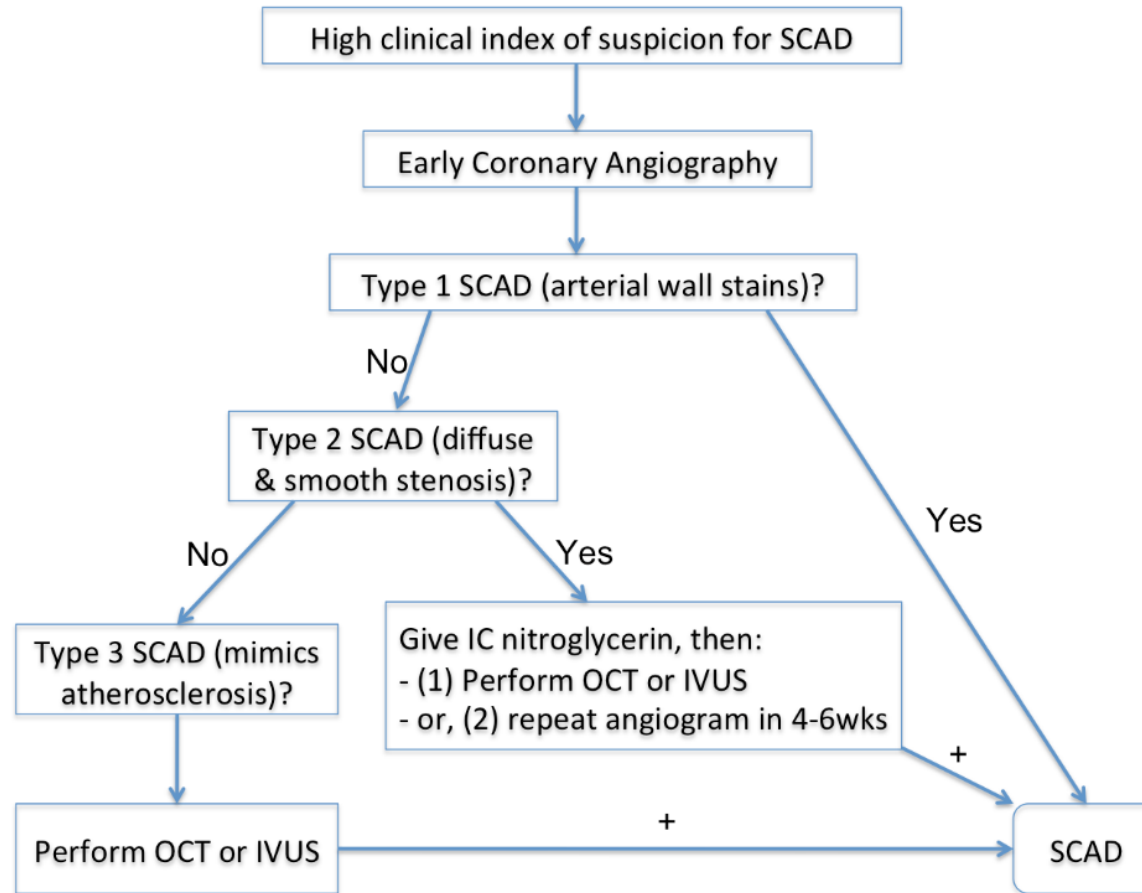 High clinical index of suspicion for SCAD
Early Coronary Angiography
Type 1 SCAD (arterial wall stains)?
No
Yes
Type 2 SCAD (diffuse
& smooth stenosis)?
No
Yes
Type 3 SCAD (mimics
atherosclerosis)?
Give IC nitroglycerin, then:
- (1) Perform OCT or IVUS
- or, (2) repeat angiogram in 4-6wks
+
Perform OCT or IVUS
+
SCAD